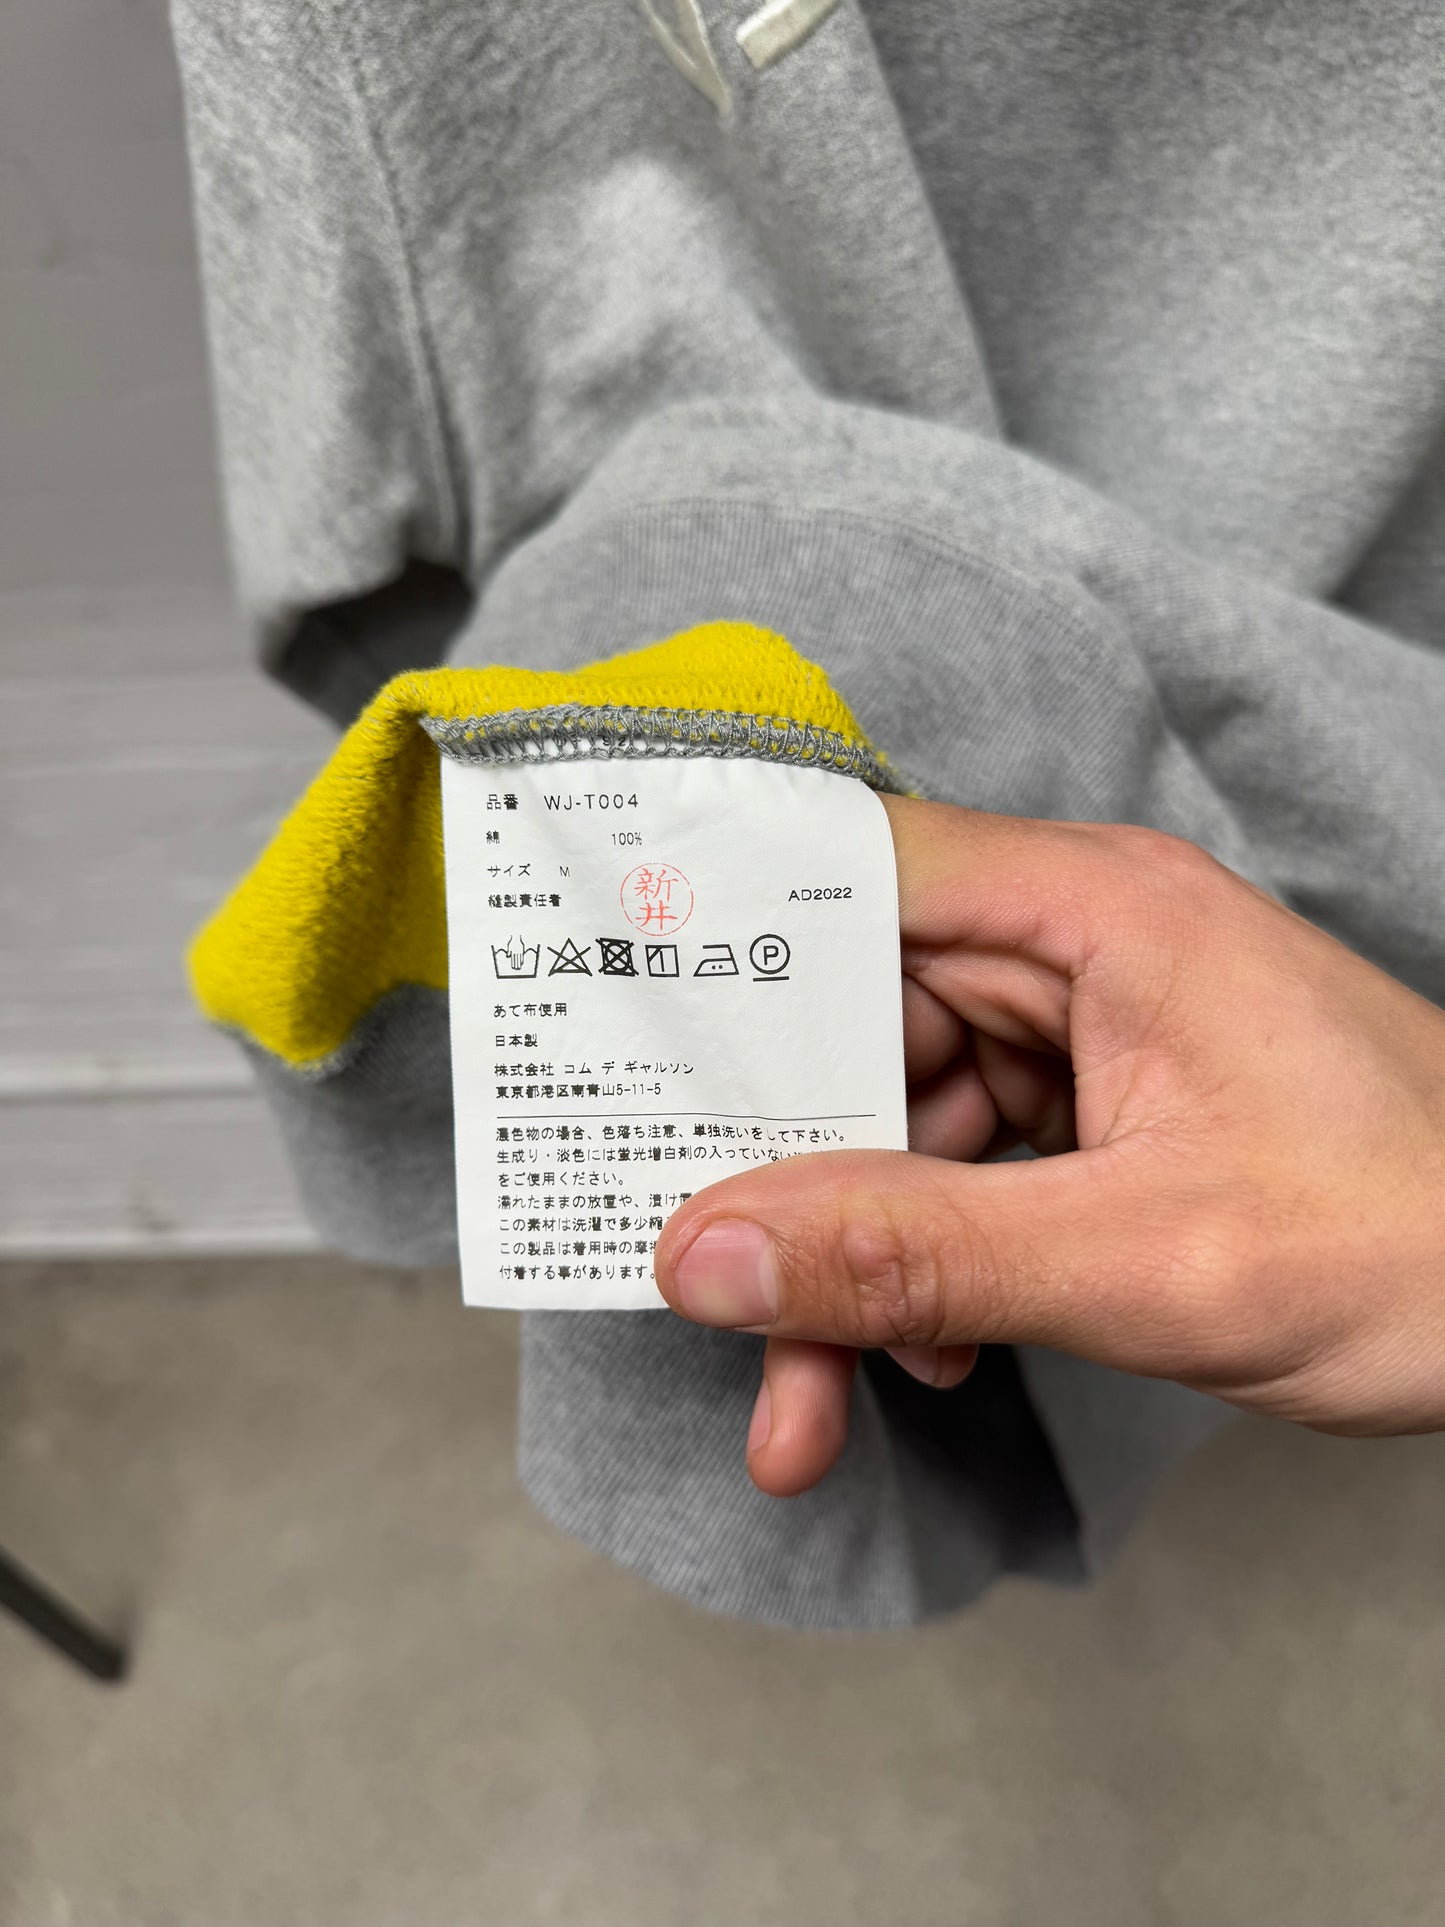 品番 WJ-T004
綿 100%
サイズ M
縫製責任者 新井 AD2022
P
あて布使用
日本製
株式会社 コム デ ギャルソン
東京都港区南青山5-11-5
濃色物の場合、色落ち注意、単独洗いをして下さい。
生成り・淡色には蛍光増白剤の入っていない
をご使用ください。
濡れたままの放置や、漬け
この素材は洗濯で多少縮
この製品は着用時の摩
付着する事があります。